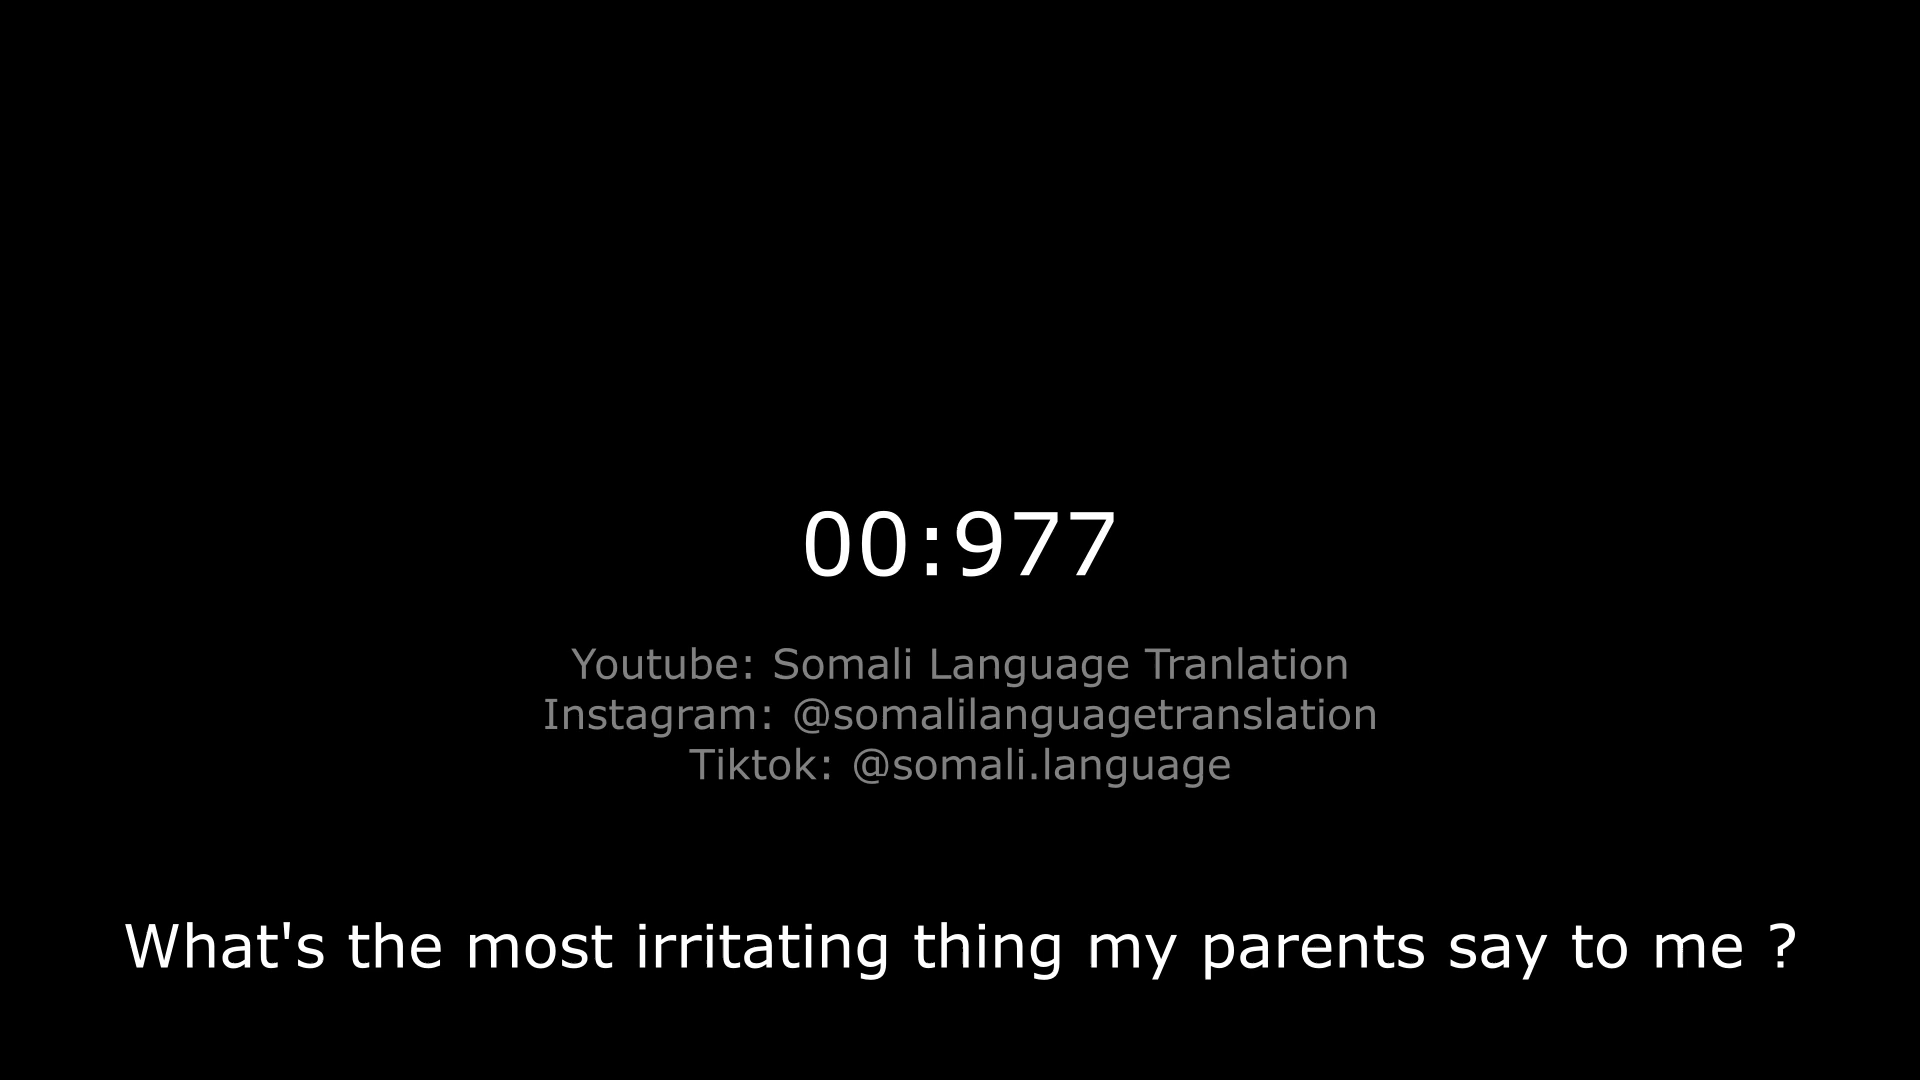 00:977
Youtube: Somali Language Tranlation
Instagram: @somalilanguagetranslation
Tiktok: @somali.language
What's the most irritating thing my parents say to me ?